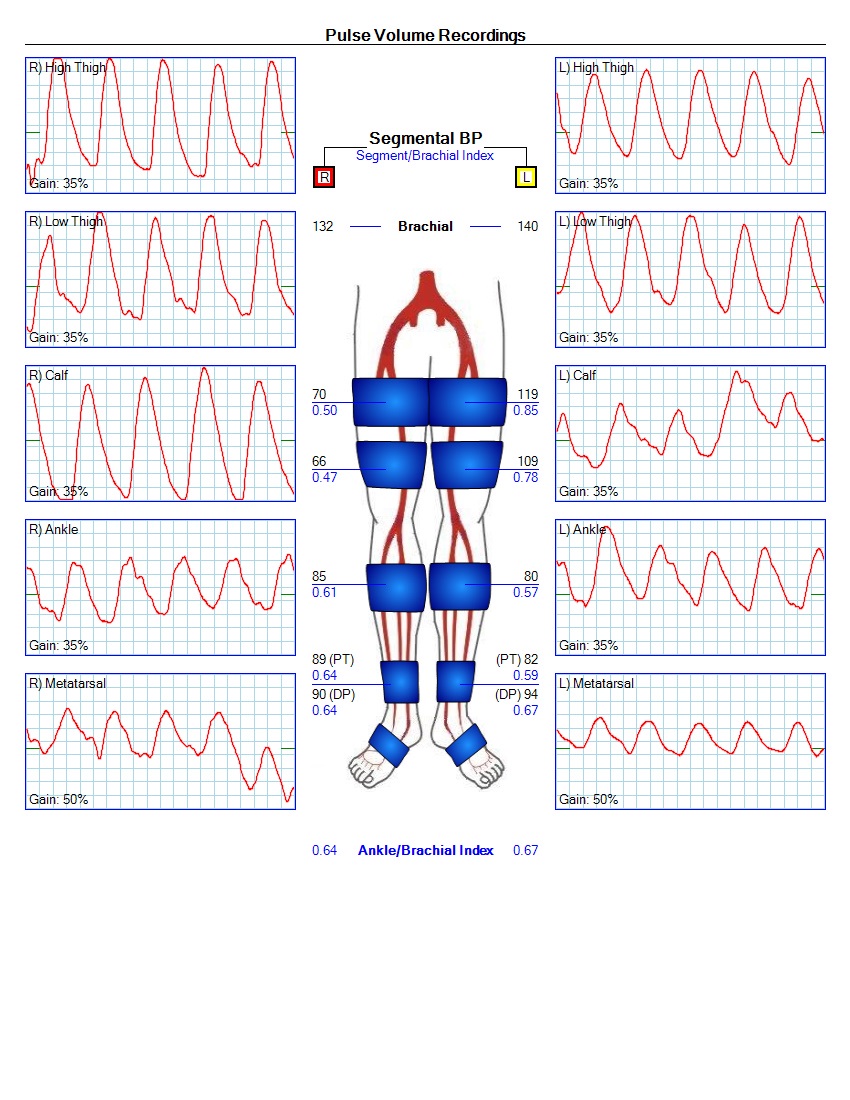 Pulse Volume Recordings
R) High Thigh
Gain: 35%
L) High Thigh
Gain: 35%
Segmental BP
Segment/Brachial Index
R
L
132 Brachial 140
R) Low Thigh
Gain: 35%
L) Low Thigh
Gain: 35%
R) Calf
Gain: 35%
L) Calf
Gain: 35%
70 119
0.50 0.85
66 109
0.47 0.78
R) Ankle
Gain: 35%
L) Ankle
Gain: 35%
85 80
0.61 0.57
89 (PT) (PT) 82
0.64 0.59
90 (DP) (DP) 94
0.64 0.67
R) Metatarsal
Gain: 50%
L) Metatarsal
Gain: 50%
0.64 Ankle/Brachial Index 0.67